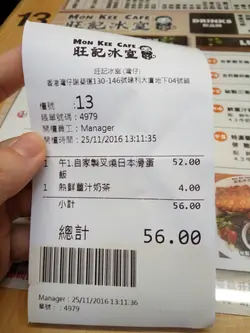 MON KEE CAFE
旺記冰室
旺記冰室(灣仔)
香港灣仔謝斐道130-146號味利大廈地下04號舖
檯號 :13
賬單號碼 :4979
開檯員工 :Manager
開檯時間 :25/11/2016 13:11:35
1 午1.自家製叉燒日本滑蛋飯 52.00
1 熱鮮薑汁奶茶 4.00
小計 56.00
總計 56.00
Manager : 25/11/2016 13:11:36
單號: :4979
DRINKS